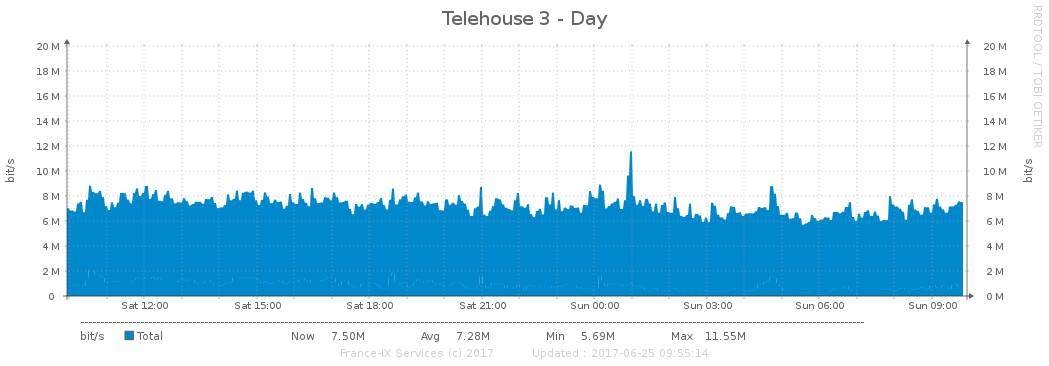 Telehouse 3 - Day
RRDTOOL / TOBI OETIKER
bit/s
20 M
18 M
16 M
14 M
12 M
10 M
8 M
6 M
4 M
2 M
0
20 M
18 M
16 M
14 M
12 M
10 M
8 M
6 M
4 M
2 M
0 M
bit/s
Sat 12:00 Sat 15:00 Sat 18:00 Sat 21:00 Sun 00:00 Sun 03:00 Sun 06:00 Sun 09:00
bit/s Total Now 7.50M Avg 7.28M Min 5.69M Max 11.55M
France-IX Services (c) 2017 Updated : 2017-06-25 09:55:14